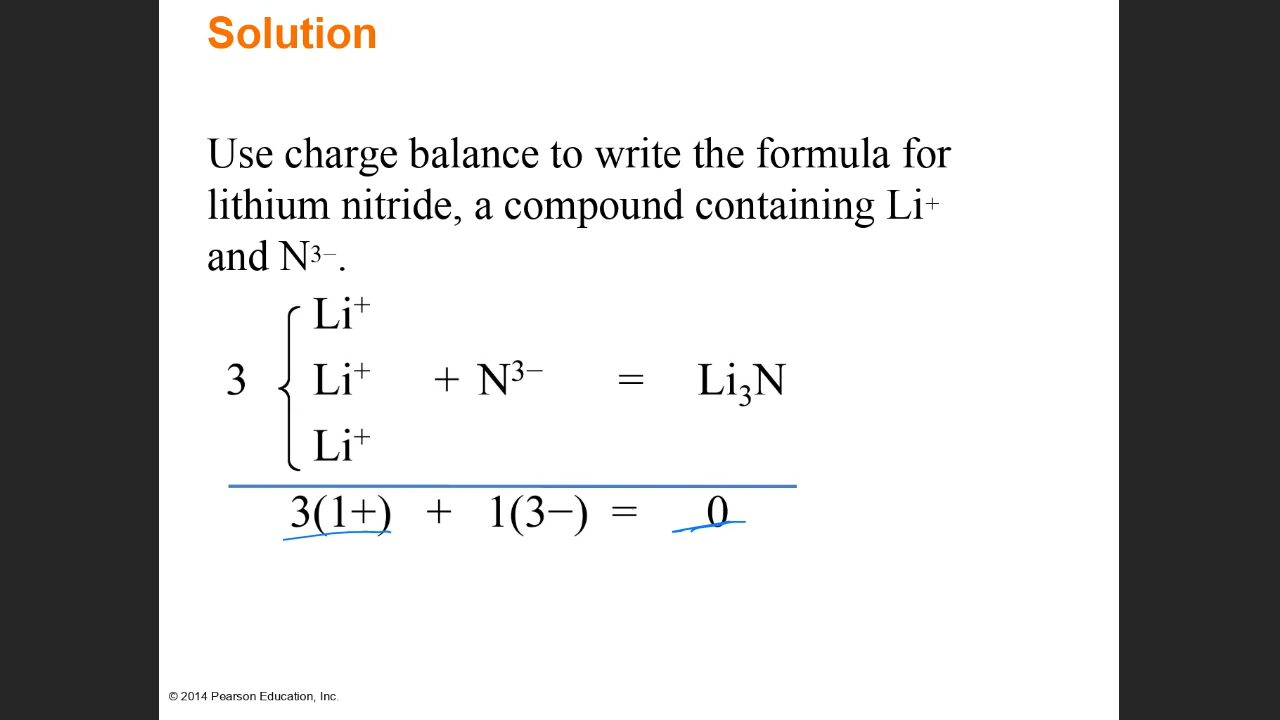 Solution
Use charge balance to write the formula for
lithium nitride, a compound containing Li⁺
and N³⁻.
Li⁺
3 { Li⁺ + N³⁻ = Li₃N
Li⁺
3(1+) + 1(3−) = 0
© 2014 Pearson Education, Inc.